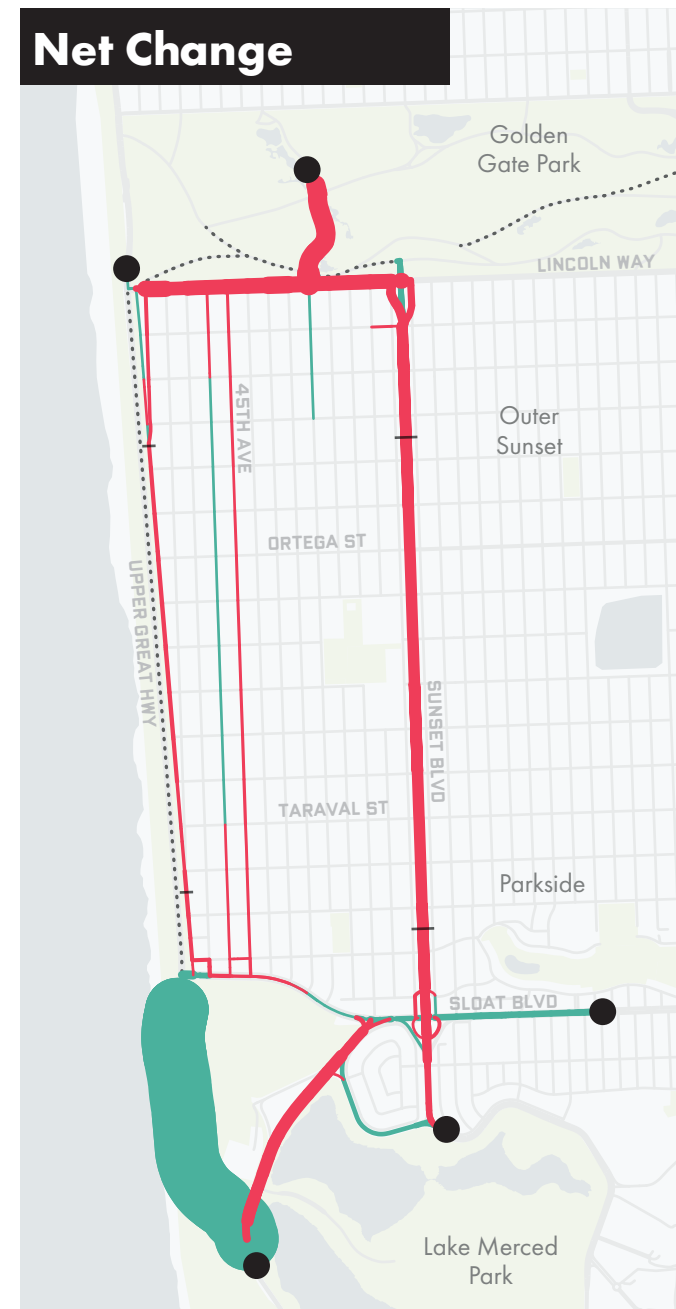 Net Change
Golden
Gate Park
LINCOLN WAY
Outer
Sunset
45TH AVE
ORTEGA ST
UPPER GREAT HWY
SUNSET BLVD
TARAVAL ST
Parkside
SLOAT BLVD
Lake Merced
Park